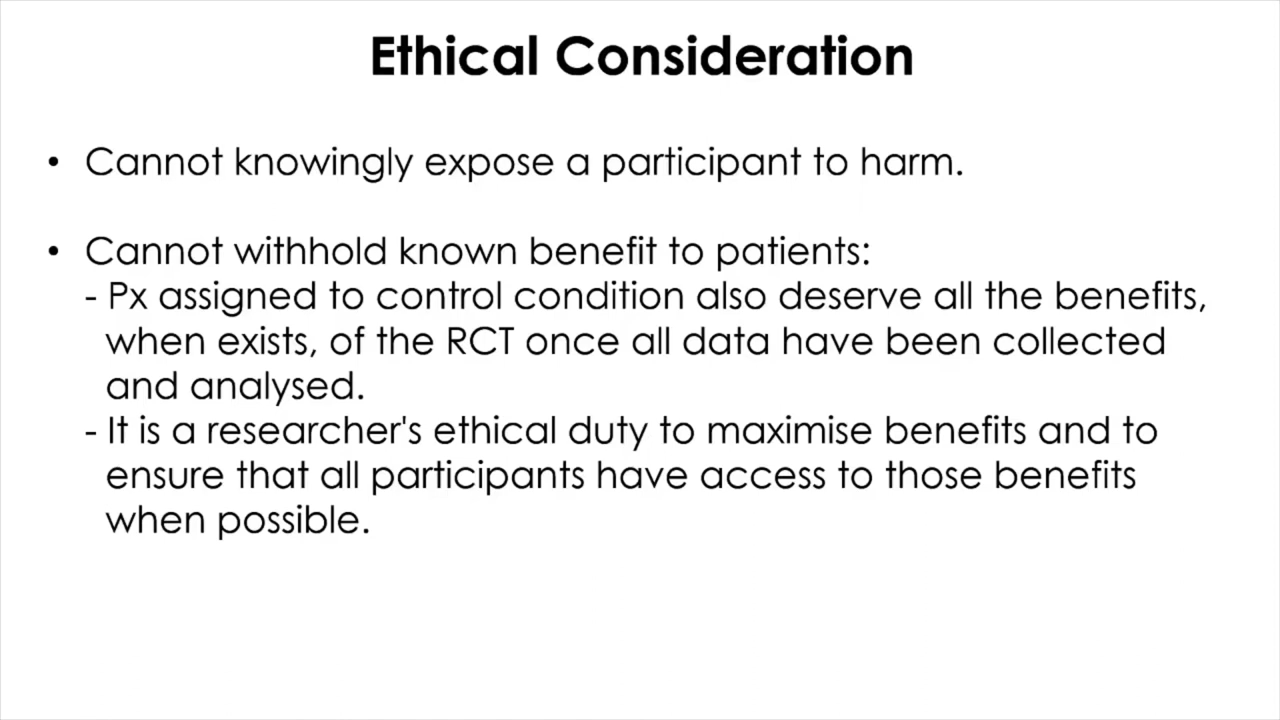 Ethical Consideration
• Cannot knowingly expose a participant to harm.
• Cannot withhold known benefit to patients:
- Px assigned to control condition also deserve all the benefits,
when exists, of the RCT once all data have been collected
and analysed.
- It is a researcher's ethical duty to maximise benefits and to
ensure that all participants have access to those benefits
when possible.